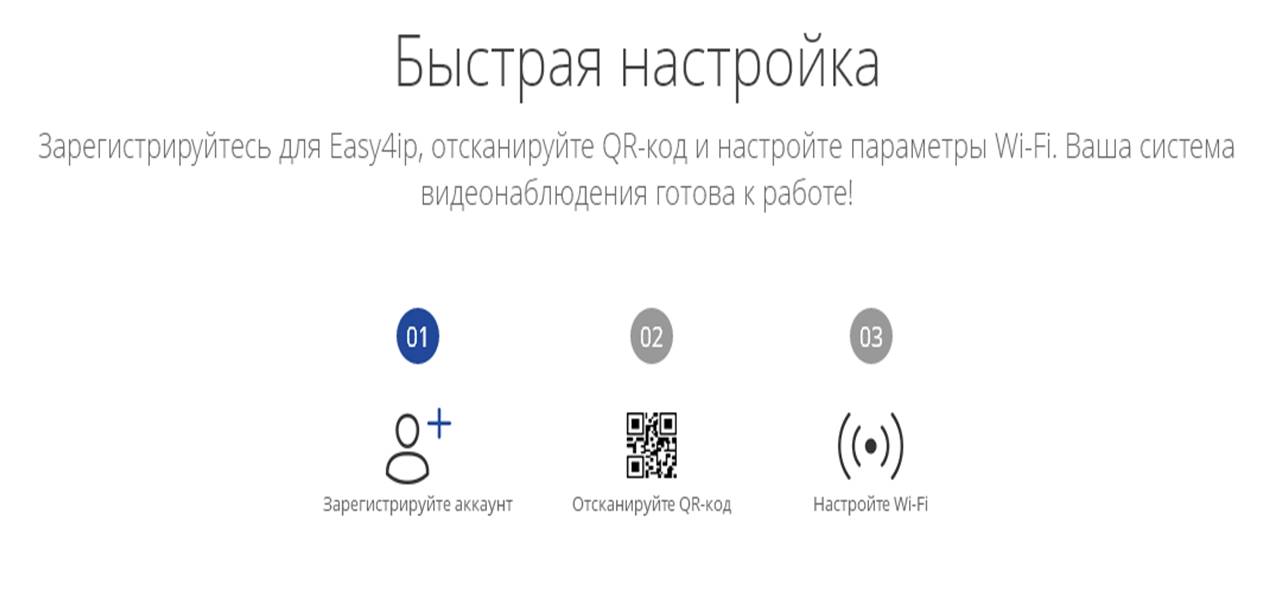 Быстрая настройка
Зарегистрируйтесь для Easy4ip, отсканируйте QR-код и настройте параметры Wi-Fi. Ваша система
видеонаблюдения готова к работе!
01 02 03
Зарегистрируйте аккаунт Отсканируйте QR-код Настройте Wi-Fi